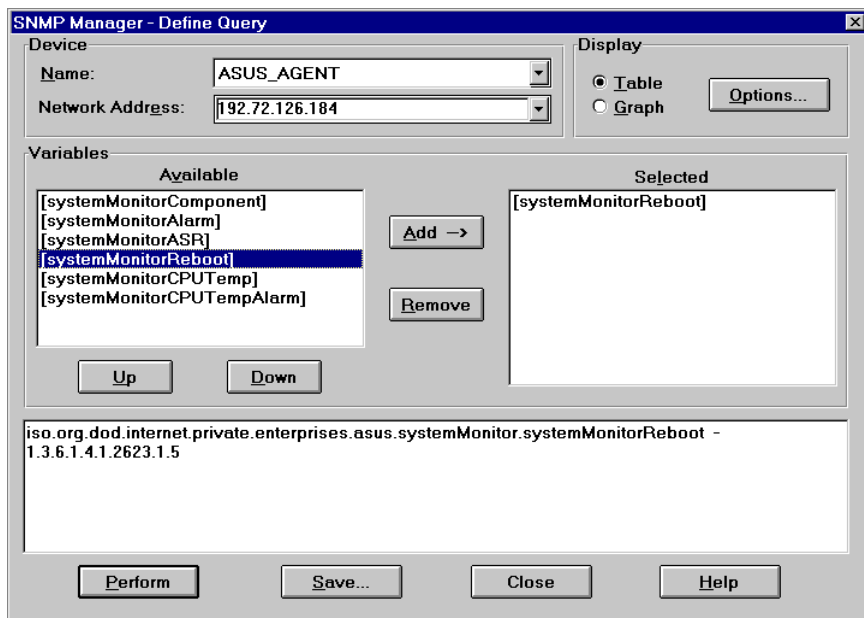 SNMP Manager - Define Query
Device
Name:
ASUS_AGENT
Network Address:
192.72.126.184
Display
Table
Graph
Options...
Variables
Available
[systemMonitorComponent]
[systemMonitorAlarm]
[systemMonitorASR]
[systemMonitorReboot]
[systemMonitorCPUTemp]
[systemMonitorCPUTempAlarm]
Up
Down
Add -->
Remove
Selected
[systemMonitorReboot]
iso.org.dod.internet.private.enterprises.asus.systemMonitor.systemMonitorReboot -
1.3.6.1.4.1.2623.1.5
Perform
Save...
Close
Help